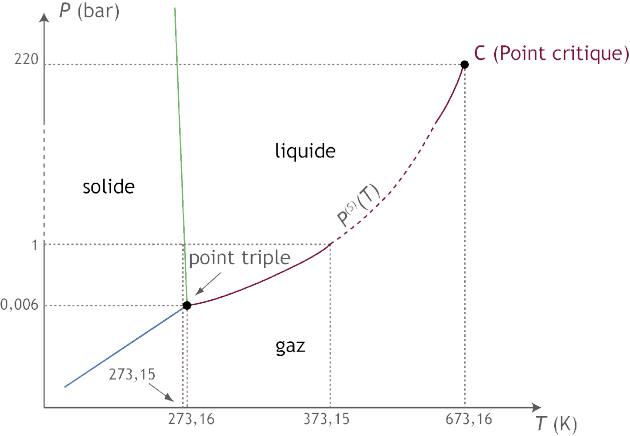 P (bar)
220
C (Point critique)
liquide
solide
P(S)(T)
1
point triple
0,006
gaz
273,15
273,16
373,15
673,16
T (K)